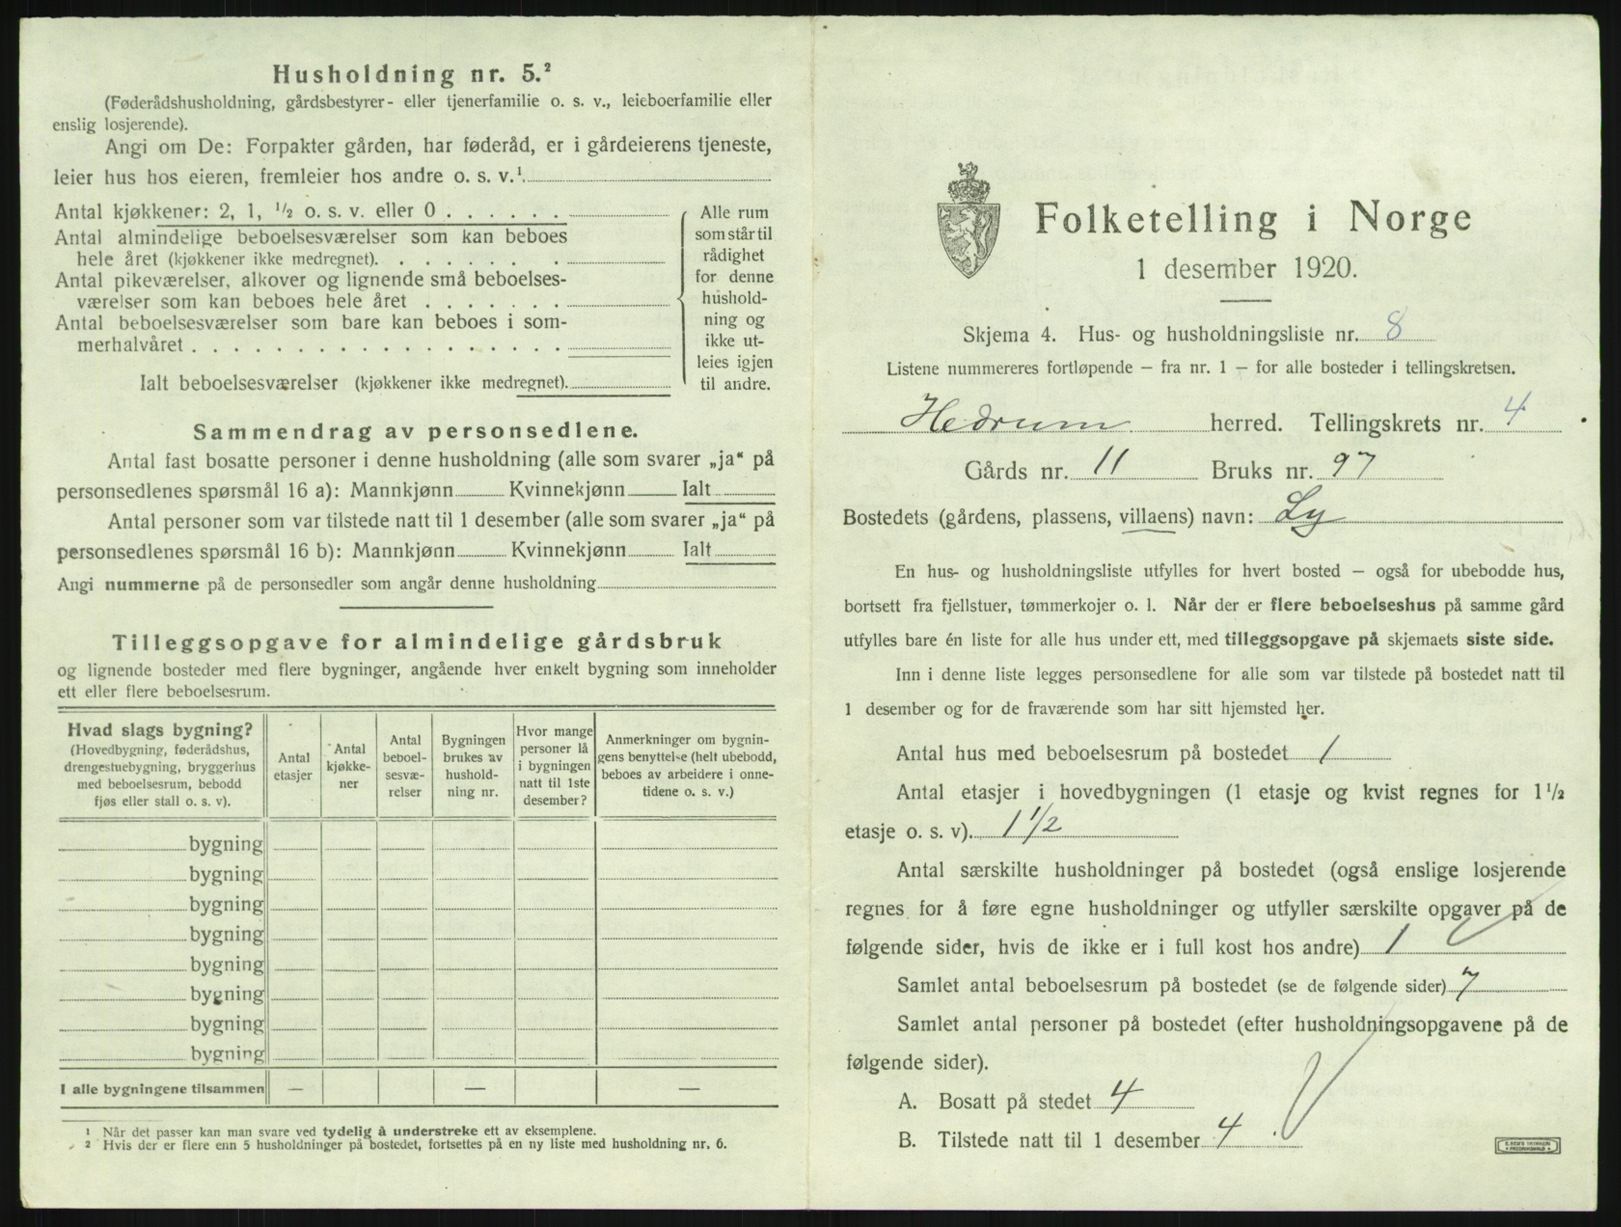 Husholdning nr. 5.²
(Føderådshusholdning, gårdsbestyrer- eller tjenerfamilie o. s. v., leieboerfamilie eller
enslig losjerende).
Angi om De: Forpakter gården, har føderåd, er i gårdeierens tjeneste,
leier hus hos eieren, fremleier hos andre o. s. v.¹
Antal kjøkkener: 2, 1, ½ o. s. v. eller 0 . . . . . .
Antal almindelige beboelsesværelser som kan beboes
hele året (kjøkkener ikke medregnet). . . . . . . .
Antal pikeværelser, alkover og lignende små beboelses-
værelser som kan beboes hele året . . . . . . .
Antal beboelsesværelser som bare kan beboes i som-
merhalvåret . . . . . . . . . . . . . . . . . .
Ialt beboelsesværelser (kjøkkener ikke medregnet).
Alle rum
som står til
rådighet
for denne
hushold-
ning og
ikke ut-
leies igjen
til andre.
Sammendrag av personsedlene.
Antal fast bosatte personer i denne husholdning (alle som svarer „ja“ på
personsedlenes spørsmål 16 a): Mannkjønn Kvinnekjønn Ialt
Antal personer som var tilstede natt til 1 desember (alle som svarer „ja“ på
personsedlenes spørsmål 16 b): Mannkjønn Kvinnekjønn Ialt
Angi nummerne på de personsedler som angår denne husholdning
Tilleggsopgave for almindelige gårdsbruk
og lignende bosteder med flere bygninger, angående hver enkelt bygning som inneholder
ett eller flere beboelsesrum.
Hvad slags bygning?
(Hovedbygning, føderådshus,
drengestuebygning, bryggerhus
med beboelsesrum, bebodd
fjøs eller stall o. s. v).
Antal
etasjer
Antal
kjøkke-
ner
Antal
beboel-
sesvæ-
relser
Bygningen
brukes av
hushold-
ning nr.
Hvor mange
personer lå
i bygningen
natt til 1ste
desember?
Anmerkninger om bygnin-
gens benyttelse (helt ubebodd,
beboes av arbeidere i onne-
tidene o. s. v.)
bygning
bygning
bygning
bygning
bygning
bygning
bygning
bygning
I alle bygningene tilsammen — — —
¹ Når det passer kan man svare ved tydelig å understreke ett av eksemplene.
² Hvis der er flere enn 5 husholdninger på bostedet, fortsettes på en ny liste med husholdning nr. 6.
Folketelling i Norge
1 desember 1920.
Skjema 4. Hus- og husholdningsliste nr. 8
Listene nummereres fortløpende — fra nr. 1 — for alle bosteder i tellingskretsen.
Hedrum herred. Tellingskrets nr. 4
Gårds nr. 11 Bruks nr. 97
Bostedets (gårdens, plassens, villaens) navn: Ly
En hus- og husholdningsliste utfylles for hvert bosted — også for ubebodde hus,
bortsett fra fjellstuer, tømmerkojer o. l. Når der er flere beboelseshus på samme gård
utfylles bare én liste for alle hus under ett, med tilleggsopgave på skjemaets siste side.
Inn i denne liste legges personsedlene for alle som var tilstede på bostedet natt til
1 desember og for de fraværende som har sitt hjemsted her.
Antal hus med beboelsesrum på bostedet 1
Antal etasjer i hovedbygningen (1 etasje og kvist regnes for 1½
etasje o. s. v). 1½
Antal særskilte husholdninger på bostedet (også enslige losjerende
regnes for å føre egne husholdninger og utfyller særskilte opgaver på de
følgende sider, hvis de ikke er i full kost hos andre) 1
Samlet antal beboelsesrum på bostedet (se de følgende sider) 7
Samlet antal personer på bostedet (efter husholdningsopgavene på de
følgende sider).
A. Bosatt på stedet 4
B. Tilstede natt til 1 desember 4